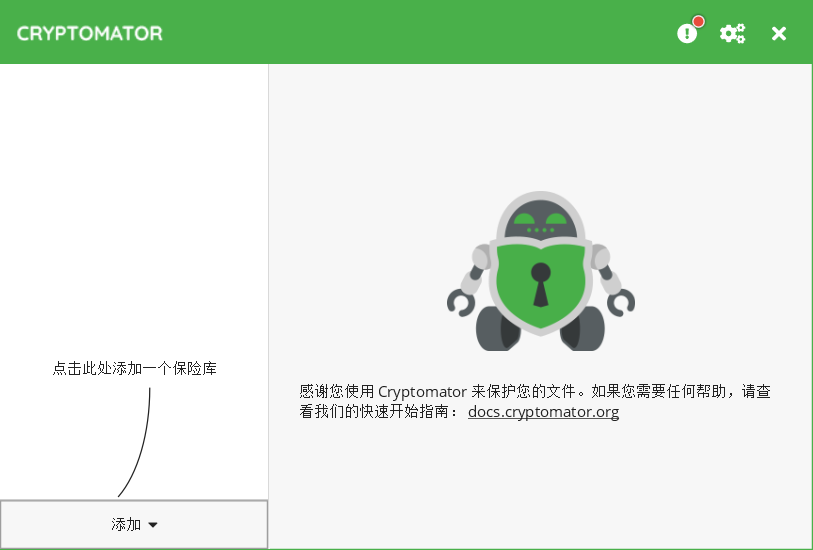 CRYPTOMATOR
点击此处添加一个保险库
添加
感谢您使用 Cryptomator 来保护您的文件。如果您需要任何帮助，请查
看我们的快速开始指南： docs.cryptomator.org